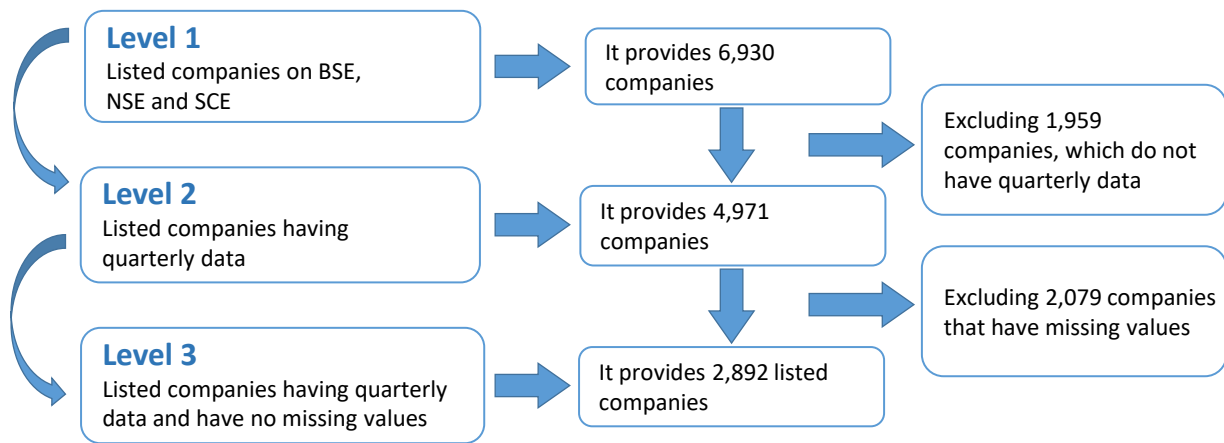 Level 1
Listed companies on BSE,
NSE and SCE
It provides 6,930
companies
Excluding 1,959
companies, which do not
have quarterly data
Level 2
Listed companies having
quarterly data
It provides 4,971
companies
Excluding 2,079 companies
that have missing values
Level 3
Listed companies having quarterly
data and have no missing values
It provides 2,892 listed
companies